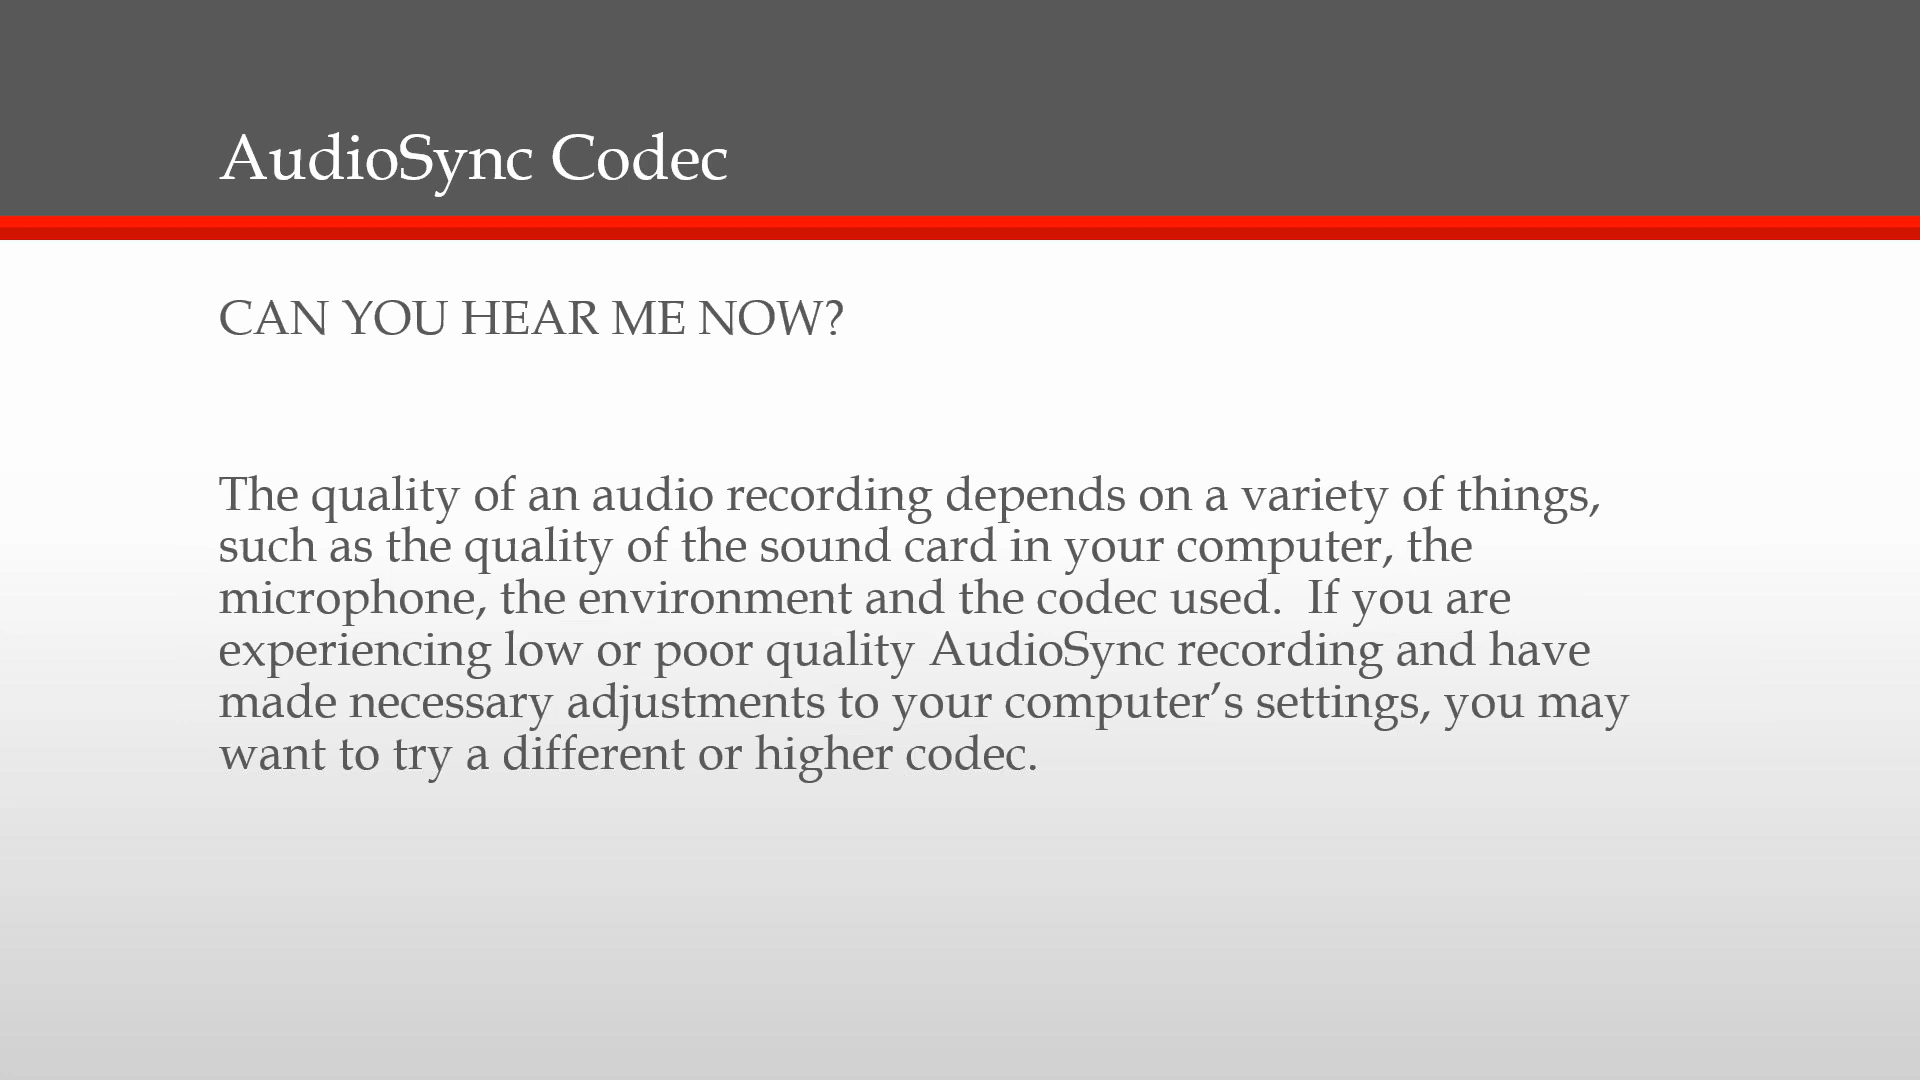 AudioSync Codec
CAN YOU HEAR ME NOW?
The quality of an audio recording depends on a variety of things,
such as the quality of the sound card in your computer, the
microphone, the environment and the codec used.  If you are
experiencing low or poor quality AudioSync recording and have
made necessary adjustments to your computer’s settings, you may
want to try a different or higher codec.